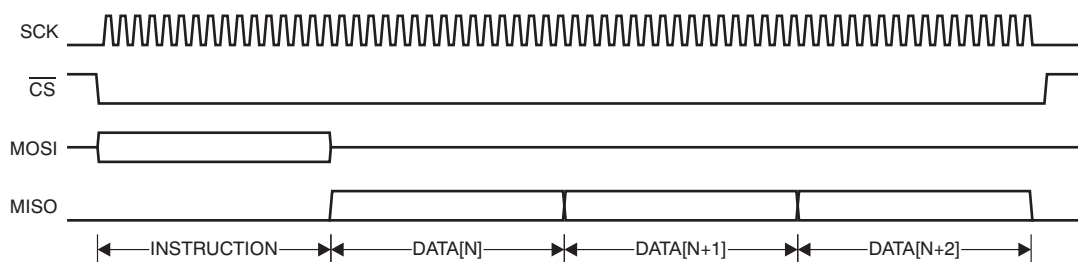 SCK
CS
MOSI
MISO
INSTRUCTION DATA[N] DATA[N+1] DATA[N+2]